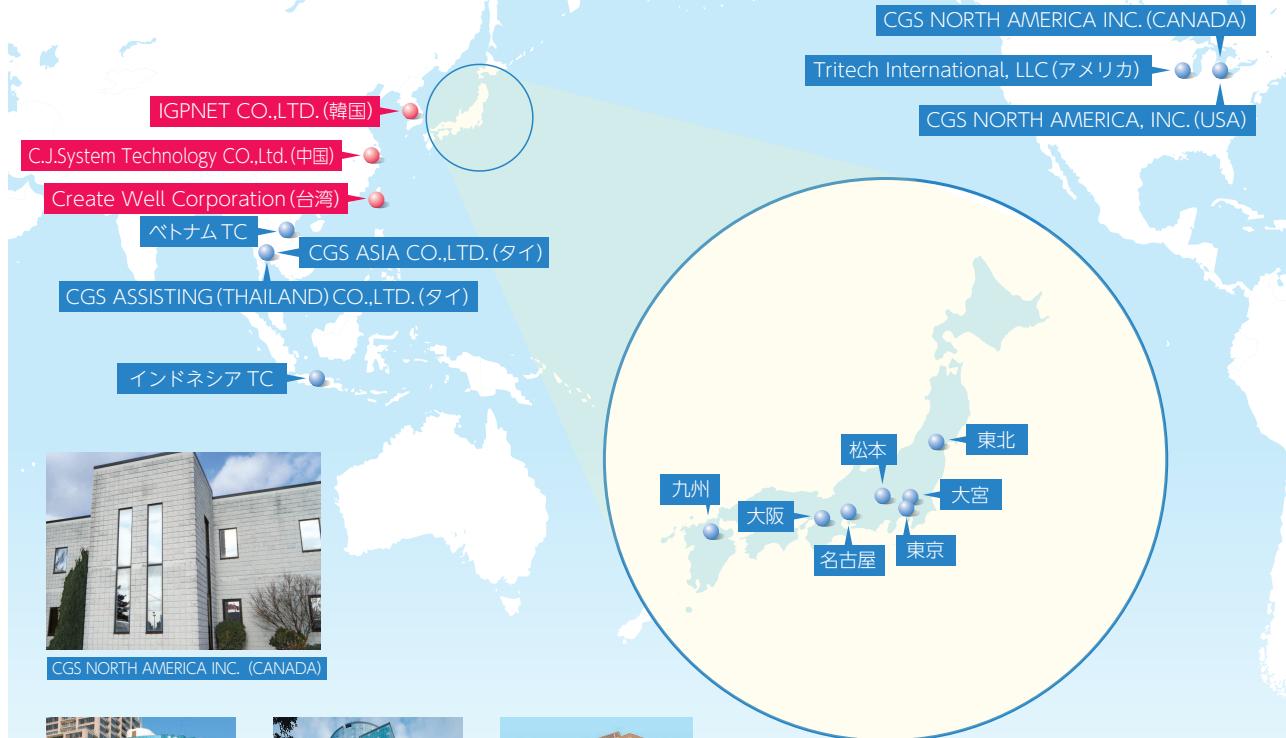 CGS NORTH AMERICA INC. (CANADA)
Tritech International, LLC (アメリカ)
CGS NORTH AMERICA, INC. (USA)
IGPNET CO.,LTD. (韓国)
C.J.System Technology CO.,Ltd. (中国)
Create Well Corporation (台湾)
ベトナム TC
CGS ASIA CO.,LTD. (タイ)
CGS ASSISTING (THAILAND) CO.,LTD. (タイ)
インドネシア TC
東北
松本
九州
大宮
大阪
名古屋
東京
CGS NORTH AMERICA INC. (CANADA)